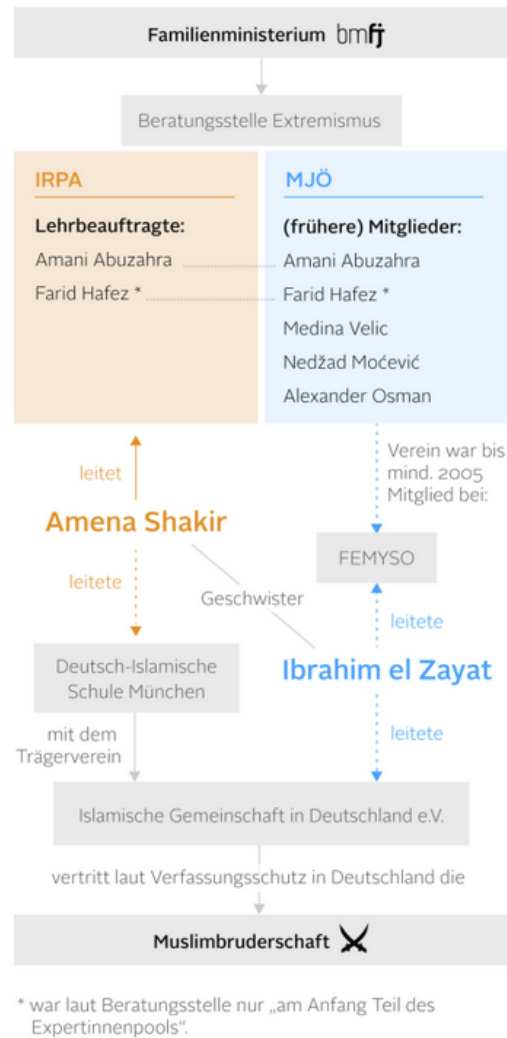 Familienministerium bmfj
Beratungsstelle Extremismus
IRPA
Lehrbeauftragte:
Amani Abuzahra
Farid Hafez *
MJÖ
(frühere) Mitglieder:
Amani Abuzahra
Farid Hafez *
Medina Velic
Nedžad Moćević
Alexander Osman
leitet
Verein war bis
mind. 2005
Mitglied bei:
Amena Shakir
FEMYSO
leitete
Geschwister
leitete
Deutsch-Islamische
Schule München
Ibrahim el Zayat
mit dem
Trägerverein
leitete
Islamische Gemeinschaft in Deutschland e.V.
vertritt laut Verfassungsschutz in Deutschland die
Muslimbruderschaft
* war laut Beratungsstelle nur „am Anfang Teil des
Expertinnenpools“.